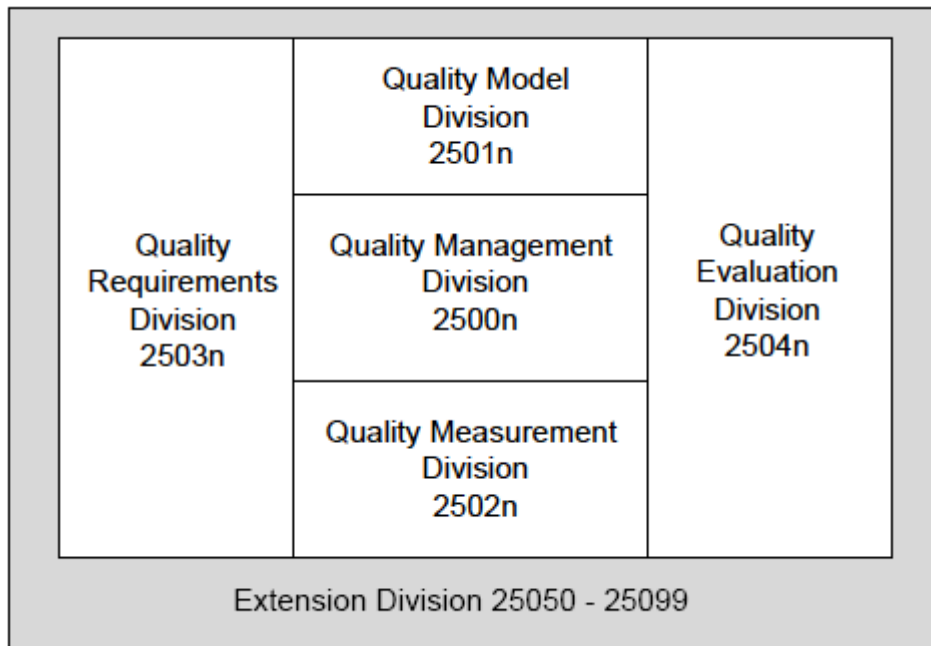 Quality Model
Division
2501n
Quality
Requirements
Division
2503n
Quality Management
Division
2500n
Quality
Evaluation
Division
2504n
Quality Measurement
Division
2502n
Extension Division 25050 - 25099